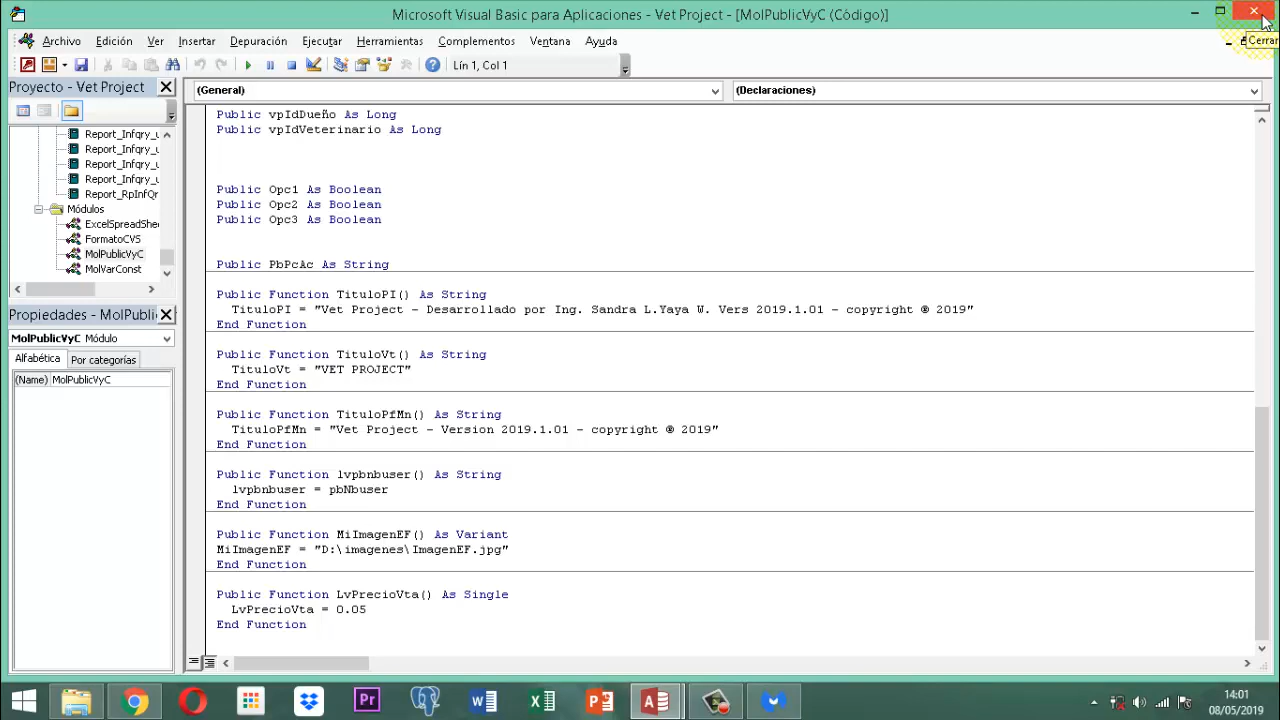 Microsoft Visual Basic para Aplicaciones - Vet Project - [MolPublicVyC (Código)]
Archivo Edición Ver Insertar Depuración Ejecutar Herramientas Complementos Ventana Ayuda
Cerrar
Lín 1, Col 1
Proyecto - Vet Project
(General)
(Declaraciones)
Report_Infqry_u
Report_Infqry_u
Report_Infqry_u
Report_Infqry_u
Report_RpInfQr
Módulos
ExcelSpreadShe
FormatoCVS
MolPublicVyC
MolVarConst
Propiedades - MolPublic
MolPublicVyC Módulo
Alfabética Por categorías
(Name) MolPublicVyC
Public vpIdDueño As Long
Public vpIdVeterinario As Long
Public Opc1 As Boolean
Public Opc2 As Boolean
Public Opc3 As Boolean
Public PbPcAc As String
Public Function TituloPI() As String
TituloPI = "Vet Project - Desarrollado por Ing. Sandra L.Yaya W. Vers 2019.1.01 - copyright ® 2019"
End Function
Public Function TituloVt() As String
TituloVt = "VET PROJECT"
End Function
Public Function TituloPfMn() As String
TituloPfMn = "Vet Project - Version 2019.1.01 - copyright ® 2019"
End Function
Public Function lvpbnbuser() As String
lvpbnbuser = pbNbuser
End Function
Public Function MiImagenEF() As Variant
MiImagenEF = "D:\imagenes\ImagenEF.jpg"
End Function
Public Function LvPrecioVta() As Single
LvPrecioVta = 0.05
End Function
Pr
14:01
08/05/2019